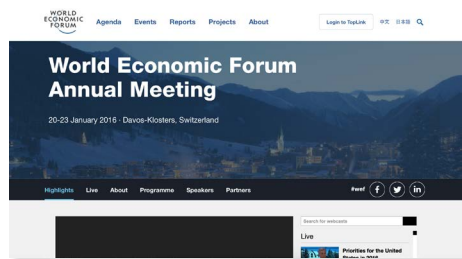 WORLD
ECONOMIC
FORUM
Agenda Events Reports Projects About
Login to TopLink 中文 日本語
World Economic Forum
Annual Meeting
20-23 January 2016 · Davos-Klosters, Switzerland
Highlights Live About Programme Speakers Partners
#wef f in
Search for webcasts
Live
Priorities for the United
States in 2016